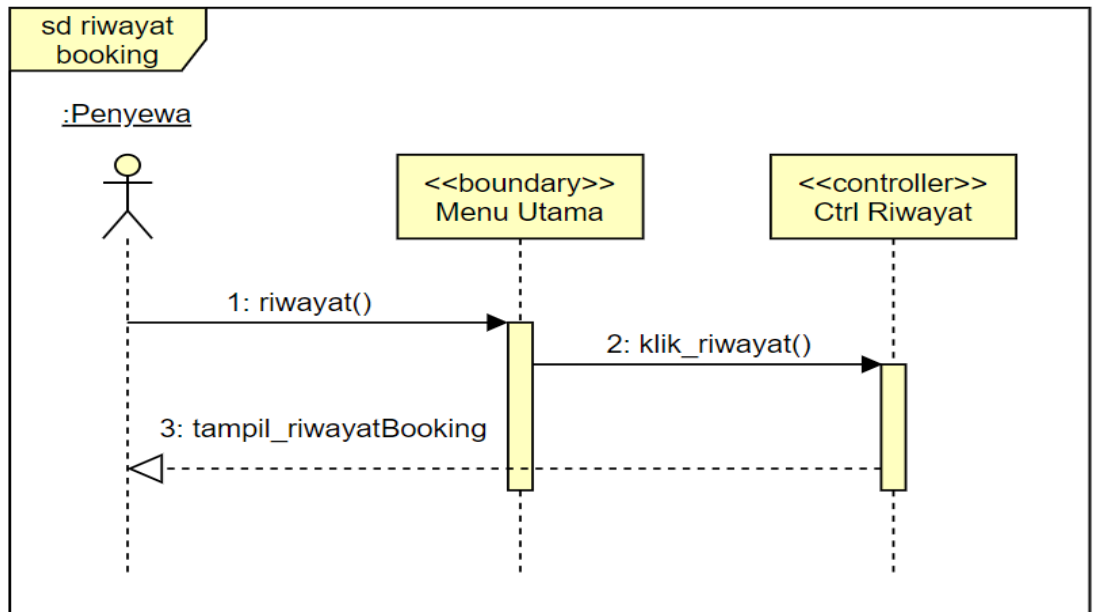 sd riwayat
booking
:Penyewa
<<boundary>>
Menu Utama
<<controller>>
Ctrl Riwayat
1: riwayat()
2: klik_riwayat()
3: tampil_riwayatBooking